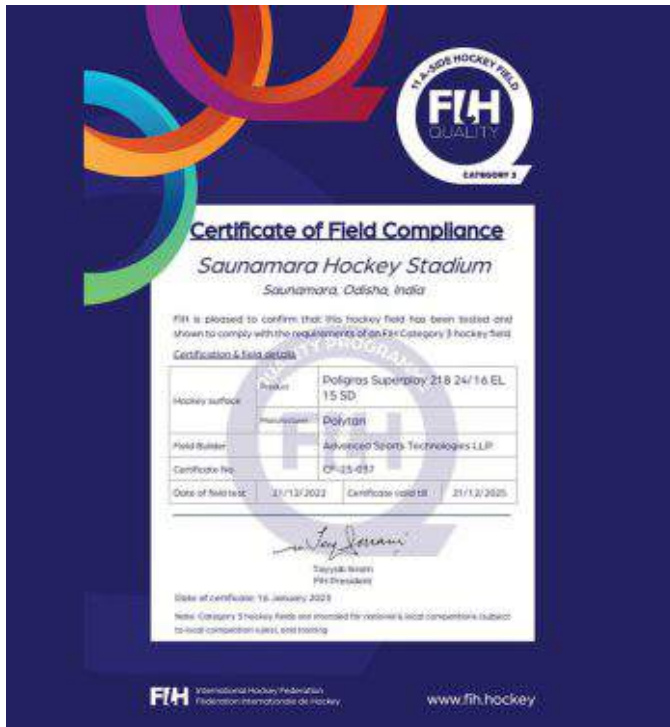 11 A-SIDE HOCKEY FIELD
FIH
QUALITY
CATEGORY 3
Certificate of Field Compliance
Saunamara Hockey Stadium
Saunamara, Odisha, India
FIH is pleased to confirm that this hockey field has been tested and
shown to comply with the requirements of an FIH Category 3 hockey field
Certification & field details
QUALITY PROGRAMME
FIH
Hockey surface
Product
Poligras Superplay 218 24/16 EL
15 SD
Manufacturer
Polytan
Field Builder
Advanced Sports Technologies LLP
Certificate No
Date of field test
21/12/2022
Certificate valid till
21/12/2025
Tayyab Ikram
FIH President
Date of certificate: 16 January 2023
Note: Category 3 hockey fields are intended for national & local competitions (subject
to local competition rules), and training
FIH
International Hockey Federation
Fédération Internationale de Hockey
www.fih.hockey